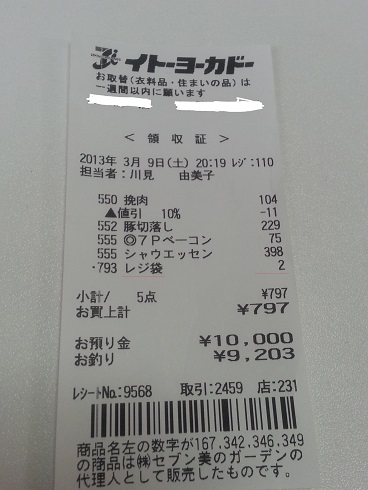 イトーヨーカドー
お取替(衣料品・住まいの品)は
一週間以内に願います
< 領収証 >
2013年 3月 9日(土) 20:19 レジ:110
担当者:川見 由美子
550 挽肉 104
▲値引 10% -11
552 豚切落し 229
555 ◎7Pベーコン 75
555 シャウエッセン 398
・793 レジ袋 2
小計/ 5点 ¥797
お買上計 ¥797
お預り金 ¥10,000
お釣り ¥9,203
レシートNo:9568 取引:2459 店:231
商品名左の数字が167,342,346,349
の商品は㈱セブン美のガーデンの
代理人として販売したものです。